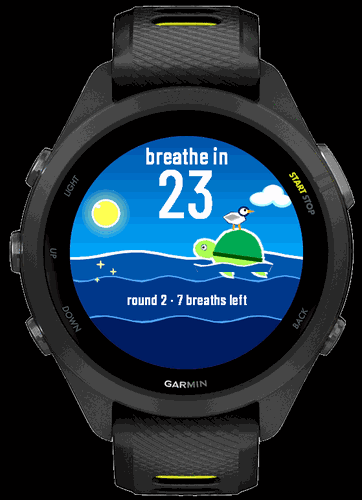 breathe in
23
LIGHT
START STOP
UP
round 2 · 7 breaths left
DOWN
BACK
GARMIN